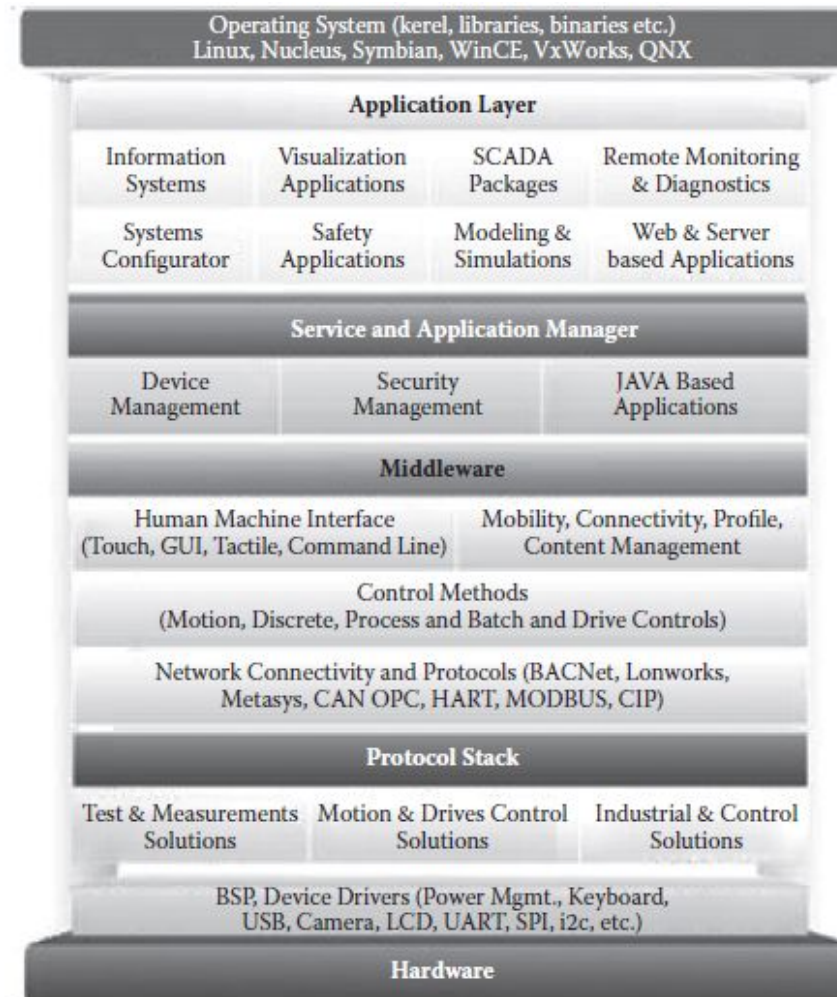 Operating System (kerel, libraries, binaries etc.)
Linux, Nucleus, Symbian, WinCE, VxWorks, QNX
Application Layer
Information
Systems
Visualization
Applications
SCADA
Packages
Remote Monitoring
& Diagnostics
Systems
Configurator
Safety
Applications
Modeling &
Simulations
Web & Server
based Applications
Service and Application Manager
Device
Management
Security
Management
JAVA Based
Applications
Middleware
Human Machine Interface
(Touch, GUI, Tactile, Command Line)
Mobility, Connectivity, Profile,
Content Management
Control Methods
(Motion, Discrete, Process and Batch and Drive Controls)
Network Connectivity and Protocols (BACNet, Lonworks,
Metasys, CAN OPC, HART, MODBUS, CIP)
Protocol Stack
Test & Measurements
Solutions
Motion & Drives Control
Solutions
Industrial & Control
Solutions
BSP, Device Drivers (Power Mgmt., Keyboard,
USB, Camera, LCD, UART, SPI, i2c, etc.)
Hardware